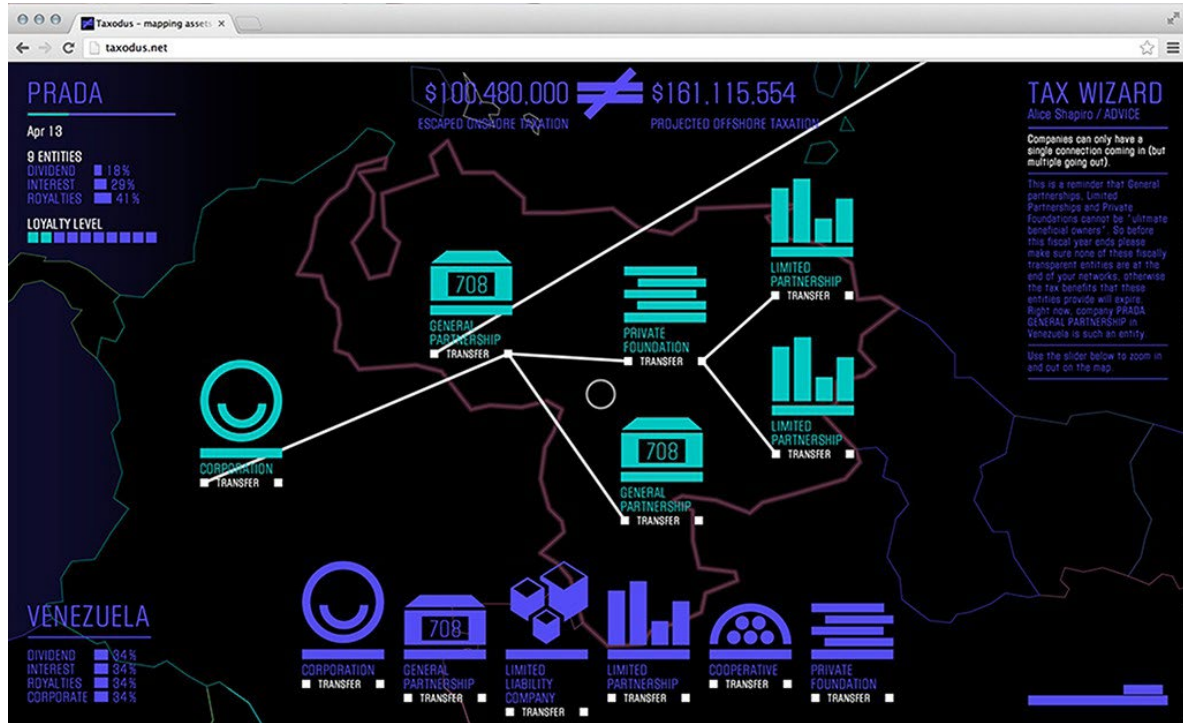 Taxodus - mapping assets
taxodus.net
PRADA
Apr 13
9 ENTITIES
DIVIDEND 18%
INTEREST 29%
ROYALTIES 41%
LOYALTY LEVEL
$100,480,000
ESCAPED ONSHORE TAXATION
$161,115,554
PROJECTED OFFSHORE TAXATION
TAX WIZARD
Alice Shapiro / ADVICE
Companies can only have a
single connection coming in (but
multiple going out).
This is a reminder that General
partnerships, Limited
Partnerships and Private
Foundations cannot be "ulitmate
beneficial owners". So before
this fiscal year ends please
make sure none of these fiscally
transparent entities are at the
end of your networks, otherwise
the tax benefits that these
entities provide will expire.
Right now, company PRADA
GENERAL PARTNERSHIP in
Venezuela is such an entity.
Use the slider below to zoom in
and out on the map.
LIMITED
PARTNERSHIP
TRANSFER
708
GENERAL
PARTNERSHIP
TRANSFER
PRIVATE
FOUNDATION
TRANSFER
LIMITED
PARTNERSHIP
TRANSFER
CORPORATION
TRANSFER
708
GENERAL
PARTNERSHIP
TRANSFER
VENEZUELA
DIVIDEND 34%
INTEREST 34%
ROYALTIES 34%
CORPORATE 34%
CORPORATION
TRANSFER
708
GENERAL
PARTNERSHIP
TRANSFER
LIMITED
LIABILITY
COMPANY
TRANSFER
LIMITED
PARTNERSHIP
TRANSFER
COOPERATIVE
TRANSFER
PRIVATE
FOUNDATION
TRANSFER